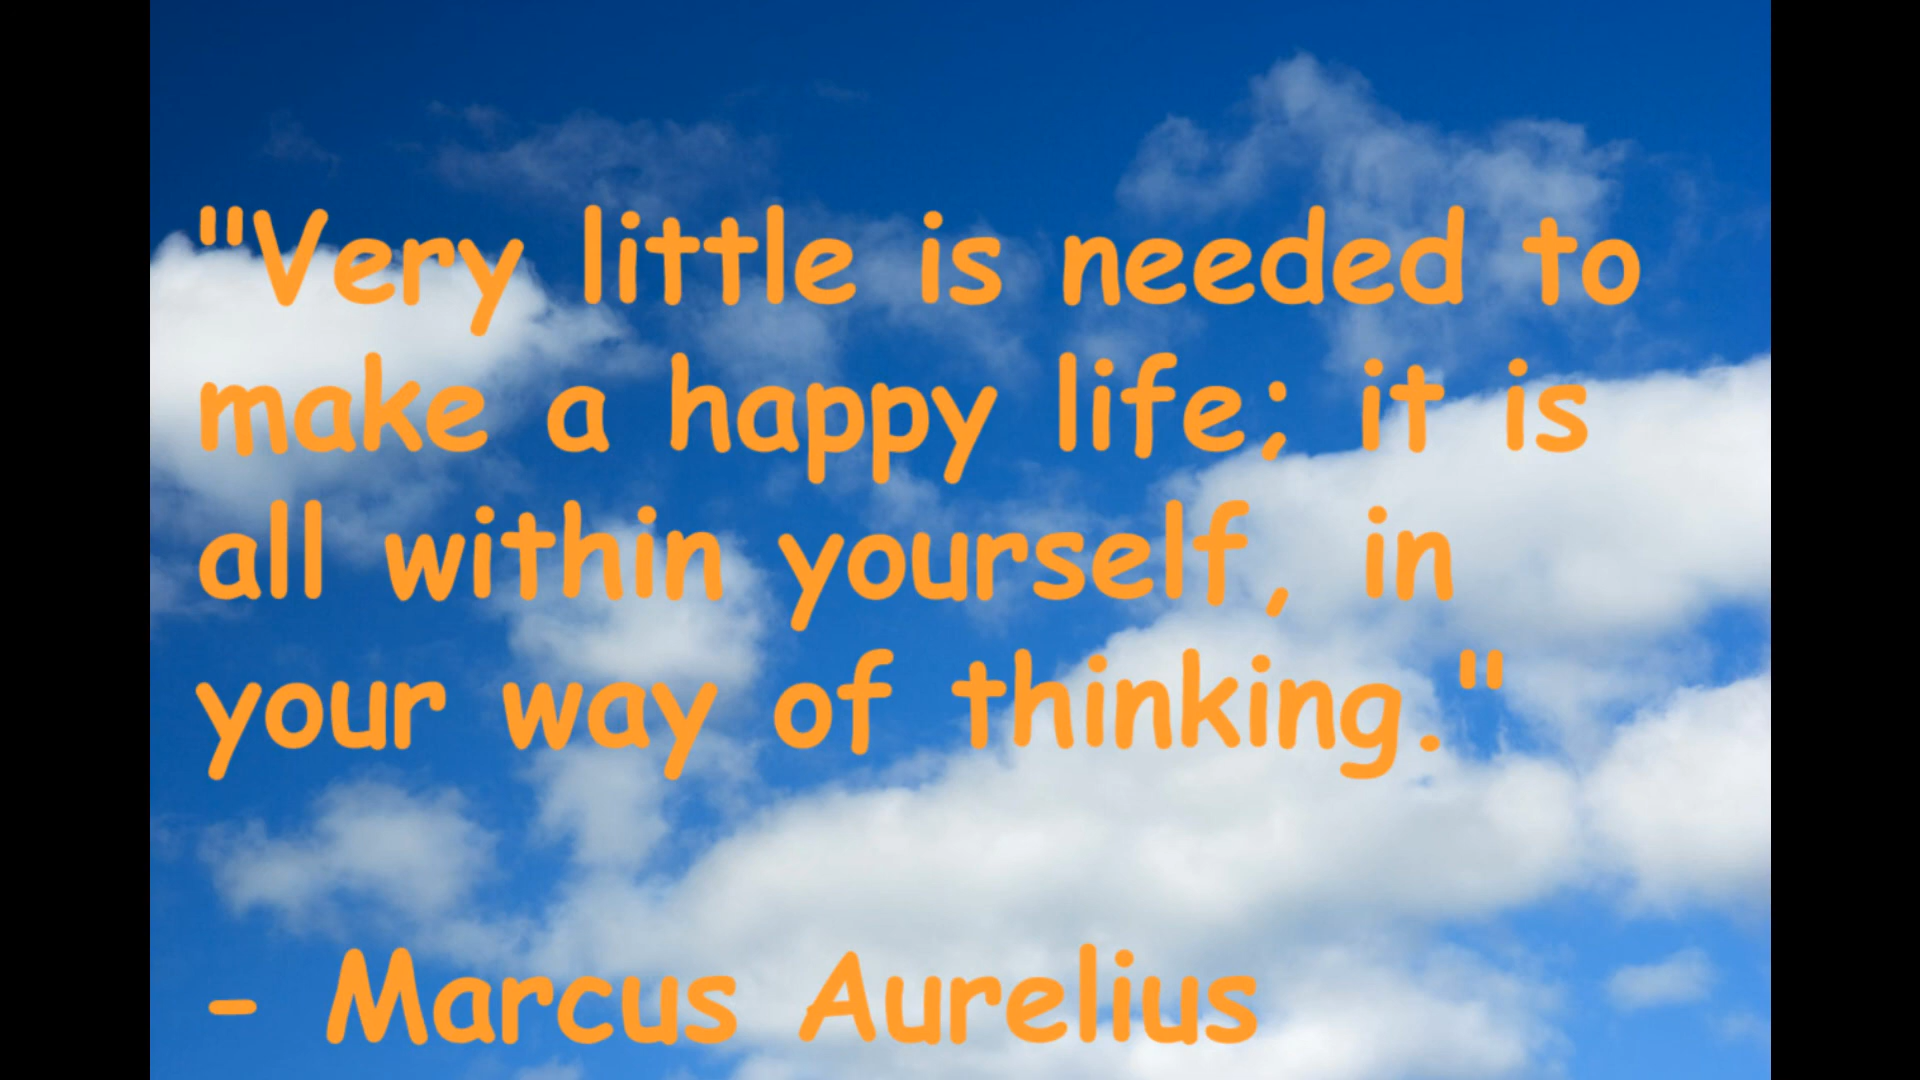 "Very little is needed to
make a happy life; it is
all within yourself, in
your way of thinking."
- Marcus Aurelius